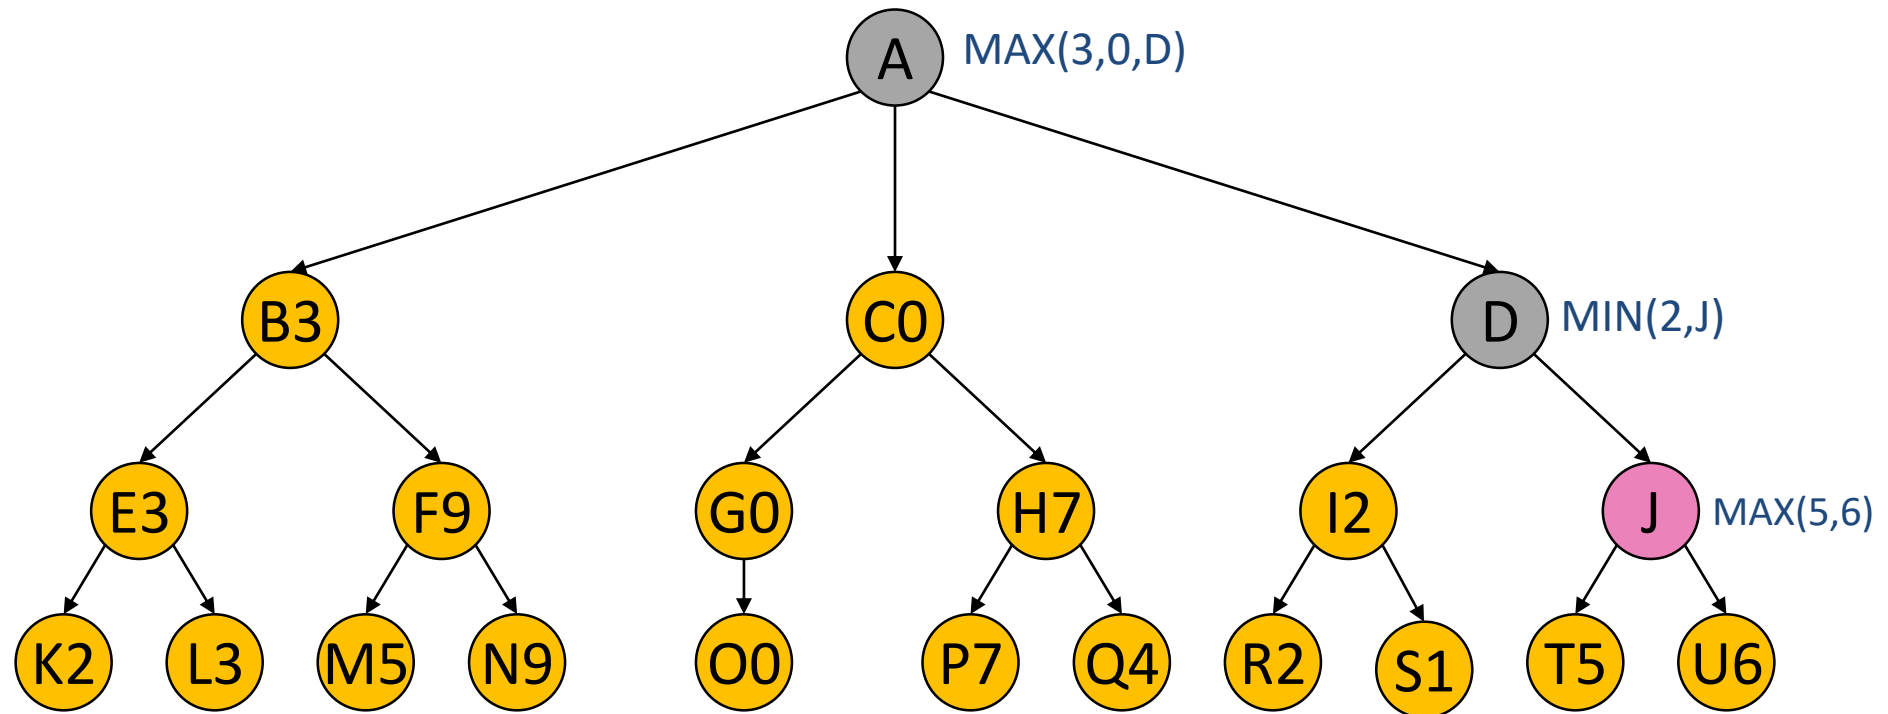 A MAX(3,0,D)
B3 C0 D MIN(2,J)
E3 F9 G0 H7 I2 J MAX(5,6)
K2 L3 M5 N9 O0 P7 Q4 R2 S1 T5 U6